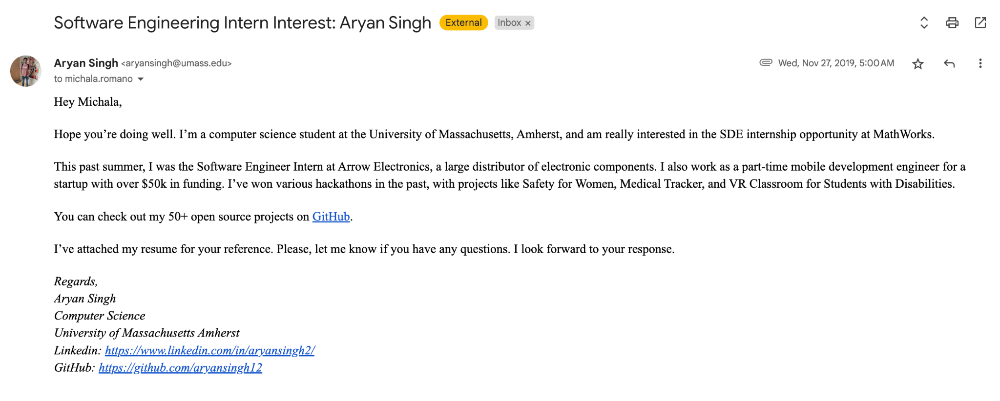 Software Engineering Intern Interest: Aryan Singh External Inbox ×
Aryan Singh <aryansingh@umass.edu> Wed, Nov 27, 2019, 5:00 AM
to michala.romano
Hey Michala,
Hope you’re doing well. I’m a computer science student at the University of Massachusetts, Amherst, and am really interested in the SDE internship opportunity at MathWorks.
This past summer, I was the Software Engineer Intern at Arrow Electronics, a large distributor of electronic components. I also work as a part-time mobile development engineer for a
startup with over $50k in funding. I’ve won various hackathons in the past, with projects like Safety for Women, Medical Tracker, and VR Classroom for Students with Disabilities.
You can check out my 50+ open source projects on GitHub.
I’ve attached my resume for your reference. Please, let me know if you have any questions. I look forward to your response.
Regards,
Aryan Singh
Computer Science
University of Massachusetts Amherst
Linkedin: https://www.linkedin.com/in/aryansingh2/
GitHub: https://github.com/aryansingh12